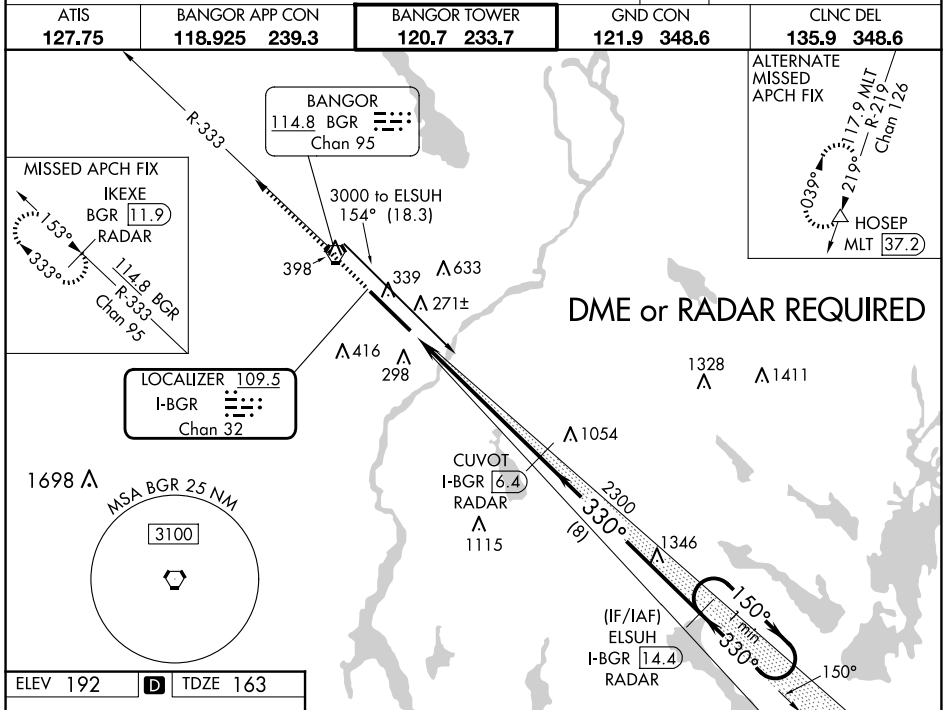 ATIS
127.75
BANGOR APP CON
118.925 239.3
BANGOR TOWER
120.7 233.7
GND CON
121.9 348.6
CLNC DEL
135.9 348.6
BANGOR
114.8 BGR
Chan 95
R-333
3000 to ELSUH
154° (18.3)
ALTERNATE
MISSED
APCH FIX
117.9 MLT
R-219
Chan 126
039°
219°
HOSEP
MLT 37.2
MISSED APCH FIX
IKEXE
BGR 11.9
RADAR
153°
333°
114.8 BGR
R-333
Chan 95
398
339
633
271±
DME or RADAR REQUIRED
416
298
1328
1411
LOCALIZER 109.5
I-BGR
Chan 32
1054
CUVOT
I-BGR 6.4
RADAR
1698
MSA BGR 25 NM
3100
1115
2300
330°
(8)
1346
150°
1 min
330°
(IF/IAF)
ELSUH
I-BGR 14.4
RADAR
150°
ELEV 192 D TDZE 163